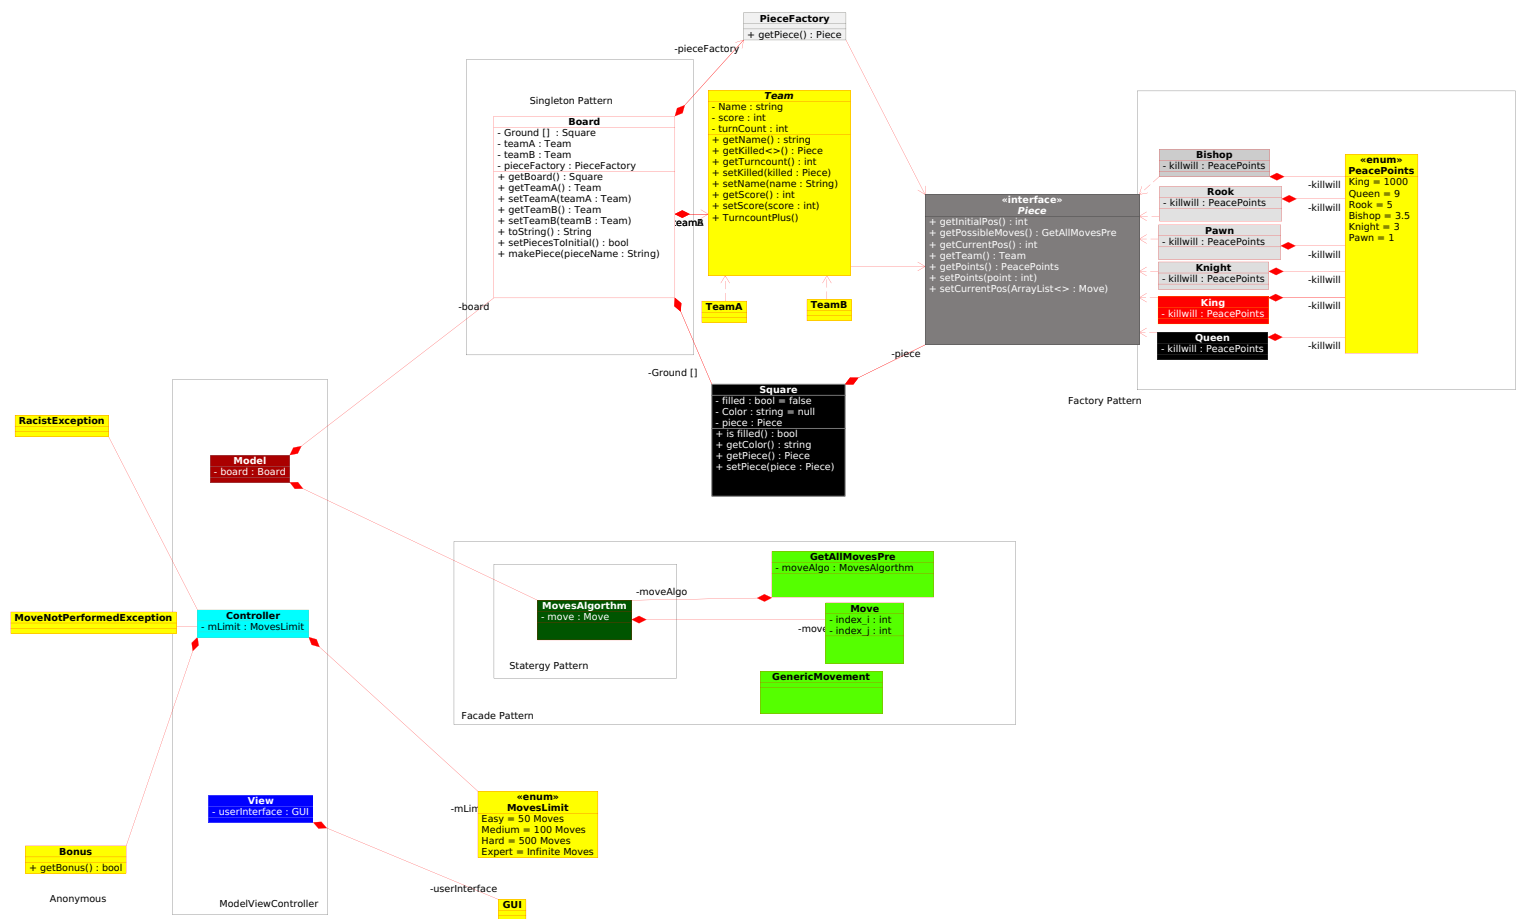 PieceFactory
+ getPiece() : Piece
-pieceFactory
Singleton Pattern
Board
- Ground []  : Square
- teamA : Team
- teamB : Team
- pieceFactory : PieceFactory
+ getBoard() : Square
+ getTeamA() : Team
+ setTeamA(teamA : Team)
+ getTeamB() : Team
+ setTeamB(teamB : Team)
+ toString() : String
+ setPiecesToInitial() : bool
+ makePiece(pieceName : String)
Team
- Name : string
- score : int
- turnCount : int
+ getName() : string
+ getKilled<>() : Piece
+ getTurncount() : int
+ setKilled(killed : Piece)
+ setName(name : String)
+ getScore() : int
+ setScore(score : int)
+ TurncountPlus()
TeamA
TeamB
«interface»
Piece
+ getInitialPos() : int
+ getPossibleMoves() : GetAllMovesPre
+ getCurrentPos() : int
+ getTeam() : Team
+ getPoints() : PeacePoints
+ setPoints(point : int)
+ setCurrentPos(ArrayList<> : Move)
Bishop
- killwill : PeacePoints
-killwill
Rook
- killwill : PeacePoints
-killwill
Pawn
- killwill : PeacePoints
-killwill
Knight
- killwill : PeacePoints
-killwill
King
- killwill : PeacePoints
-killwill
Queen
- killwill : PeacePoints
-killwill
«enum»
PeacePoints
King = 1000
Queen = 9
Rook = 5
Bishop = 3.5
Knight = 3
Pawn = 1
Factory Pattern
-board
-Ground []
-piece
Square
- filled : bool = false
- Color : string = null
- piece : Piece
+ is filled() : bool
+ getColor() : string
+ getPiece() : Piece
+ setPiece(piece : Piece)
RacistException
Model
- board : Board
MoveNotPerformedException
Controller
- mLimit : MovesLimit
View
- userInterface : GUI
Bonus
+ getBonus() : bool
Anonymous
ModelViewController
GetAllMovesPre
- moveAlgo : MovesAlgorthm
-moveAlgo
MovesAlgorthm
- move : Move
-move
Move
- index_i : int
- index_j : int
Statergy Pattern
GenericMovement
Facade Pattern
-mLim
«enum»
MovesLimit
Easy = 50 Moves
Medium = 100 Moves
Hard = 500 Moves
Expert = Infinite Moves
-userInterface
GUI